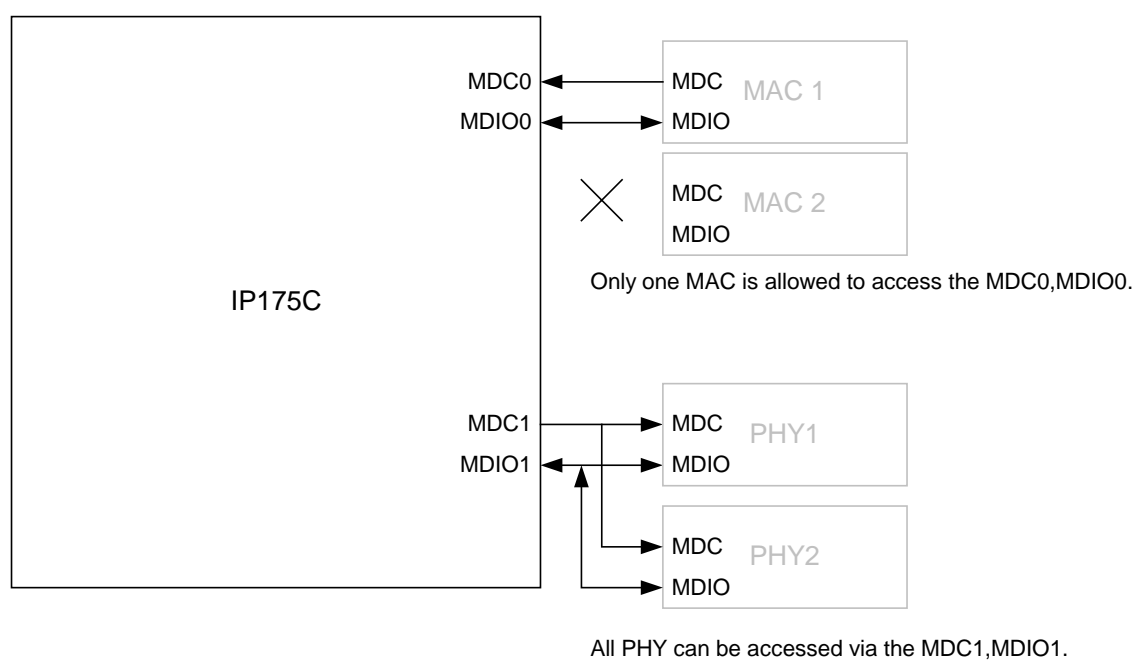 MDC0 MDC MAC 1
MDIO0 MDIO
MDC MAC 2
MDIO
Only one MAC is allowed to access the MDC0,MDIO0.
IP175C
MDC1 MDC PHY1
MDIO1 MDIO
MDC PHY2
MDIO
All PHY can be accessed via the MDC1,MDIO1.